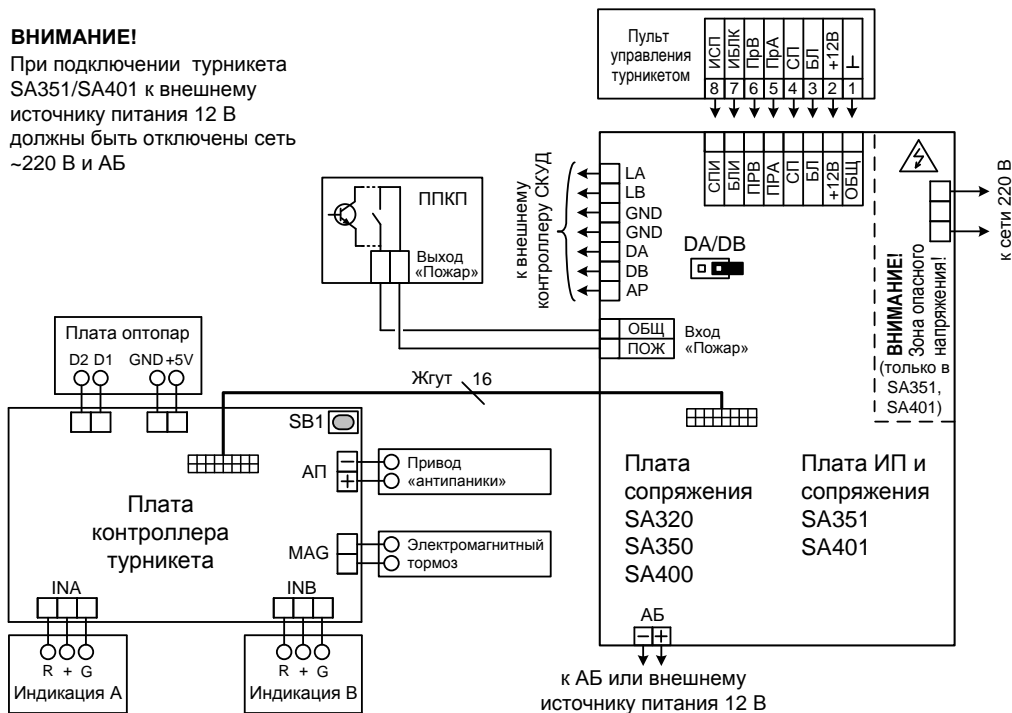 ВНИМАНИЕ!
При подключении турникета
SA351/SA401 к внешнему
источнику питания 12 В
должны быть отключены сеть
~220 В и АБ
Пульт
управления
турникетом
ИСП
ИБЛК
ПрВ
ПрА
СП
БЛ
+12В
⊥
8 7 6 5 4 3 2 1
СПИ
БЛИ
ПРВ
ПРА
СП
БЛ
+12В
ОБЩ
к сети 220 В
ВНИМАНИЕ!
Зона опасного
напряжения!
(только в
SA351,
SA401)
к внешнему
контроллеру СКУД
LA
LB
GND
GND
DA
DB
AP
DA/DB
ППКП
Выход
«Пожар»
ОБЩ
ПОЖ
Вход
«Пожар»
Плата оптопар
D2 D1 GND +5V
Жгут 16
SB1
АП
−
+
Привод
«антипаники»
Плата
контроллера
турникета
MAG
Электромагнитный
тормоз
INA
INB
R + G
Индикация А
R + G
Индикация В
Плата
сопряжения
SA320
SA350
SA400
Плата ИП и
сопряжения
SA351
SA401
АБ
− +
к АБ или внешнему
источнику питания 12 В